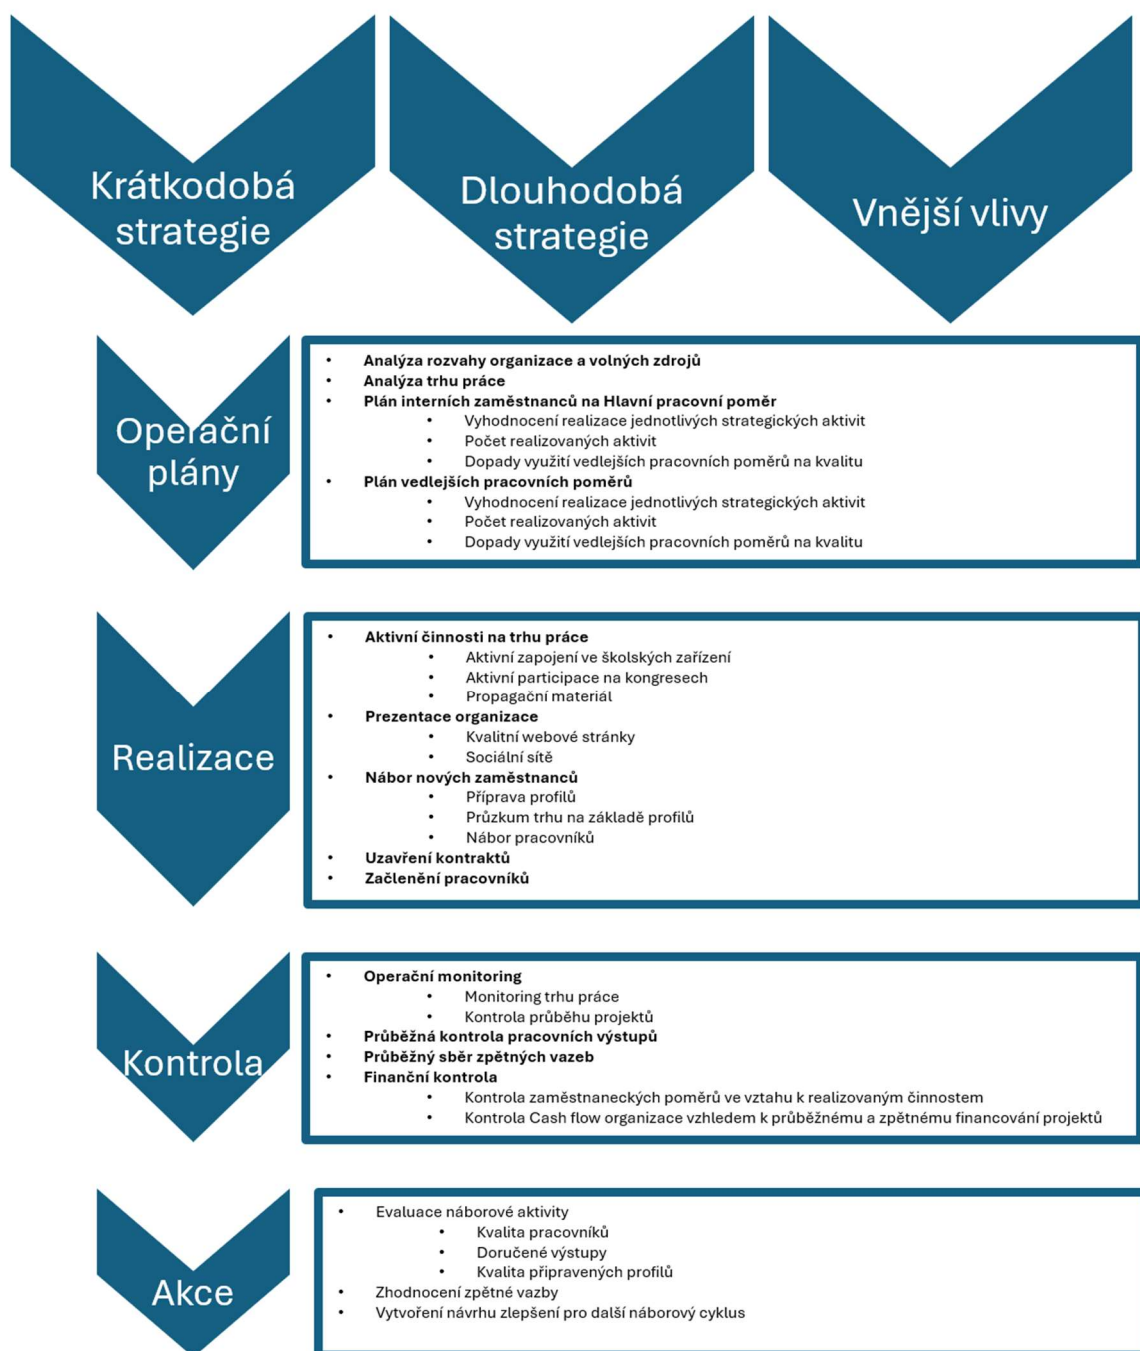 Krátkodobá
strategie
Dlouhodobá
strategie
Vnější vlivy
Operační
plány
• Analýza rozvahy organizace a volných zdrojů
• Analýza trhu práce
• Plán interních zaměstnanců na Hlavní pracovní poměr
• Vyhodnocení realizace jednotlivých strategických aktivit
• Počet realizovaných aktivit
• Dopady využití vedlejších pracovních poměrů na kvalitu
• Plán vedlejších pracovních poměrů
• Vyhodnocení realizace jednotlivých strategických aktivit
• Počet realizovaných aktivit
• Dopady využití vedlejších pracovních poměrů na kvalitu
Realizace
• Aktivní činnosti na trhu práce
• Aktivní zapojení ve školských zařízení
• Aktivní participace na kongresech
• Propagační materiál
• Prezentace organizace
• Kvalitní webové stránky
• Sociální sítě
• Nábor nových zaměstnanců
• Příprava profilů
• Průzkum trhu na základě profilů
• Nábor pracovníků
• Uzavření kontraktů
• Začlenění pracovníků
Kontrola
• Operační monitoring
• Monitoring trhu práce
• Kontrola průběhu projektů
• Průběžná kontrola pracovních výstupů
• Průběžný sběr zpětných vazeb
• Finanční kontrola
• Kontrola zaměstnaneckých poměrů ve vztahu k realizovaným činnostem
• Kontrola Cash flow organizace vzhledem k průběžnému a zpětnému financování projektů
Akce
• Evaluace náborové aktivity
• Kvalita pracovníků
• Doručené výstupy
• Kvalita připravených profilů
• Zhodnocení zpětné vazby
• Vytvoření návrhu zlepšení pro další náborový cyklus